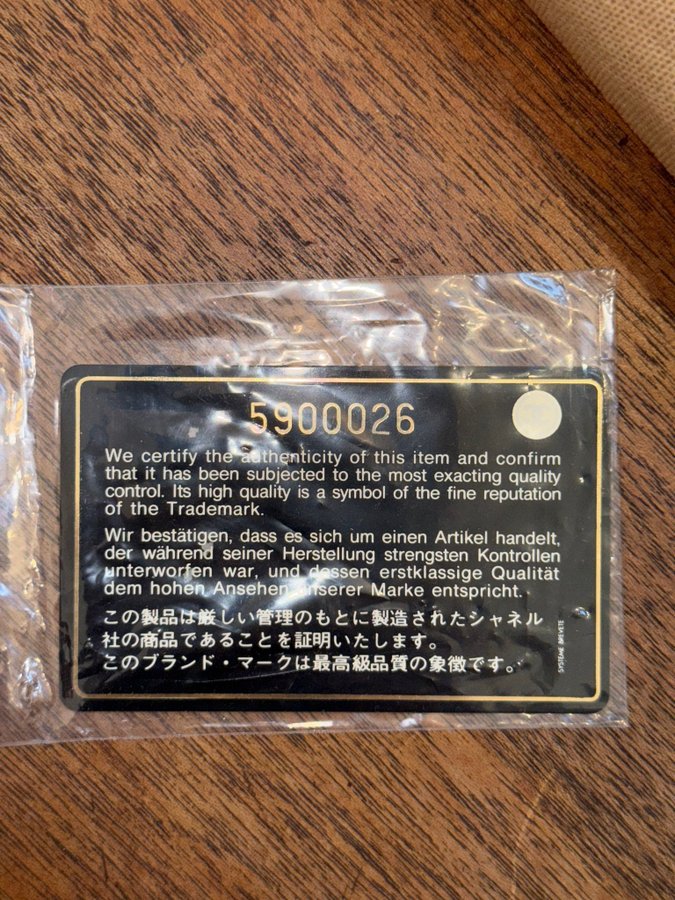 5900026
We certify the authenticity of this item and confirm
that it has been subjected to the most exacting quality
control. Its high quality is a symbol of the fine reputation
of the Trademark.
Wir bestätigen, dass es sich um einen Artikel handelt,
der während seiner Herstellung strengsten Kontrollen
unterworfen war, und dessen erstklassige Qualität
dem hohen Ansehen unserer Marke entspricht.
この製品は厳しい管理のもとに製造されたシャネル
社の商品であることを証明いたします。
このブランド・マークは最高級品質の象徴です。
SYSTEME BREVETE